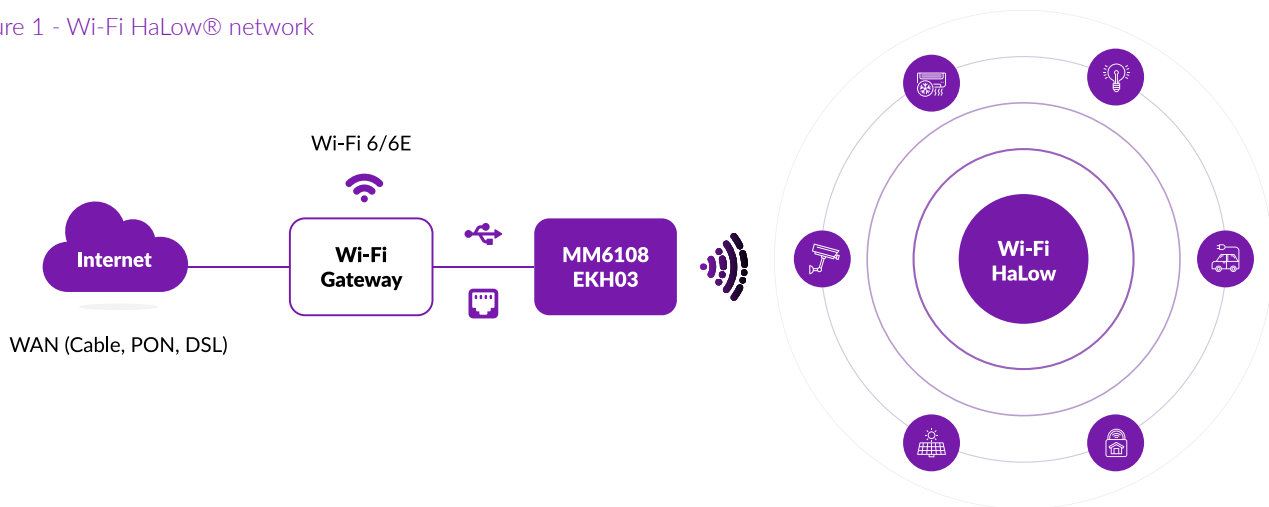 ure 1 - Wi-Fi HaLow® network
Wi-Fi 6/6E
Internet
Wi-Fi
Gateway
MM6108
EKH03
Wi-Fi
HaLow
WAN (Cable, PON, DSL)